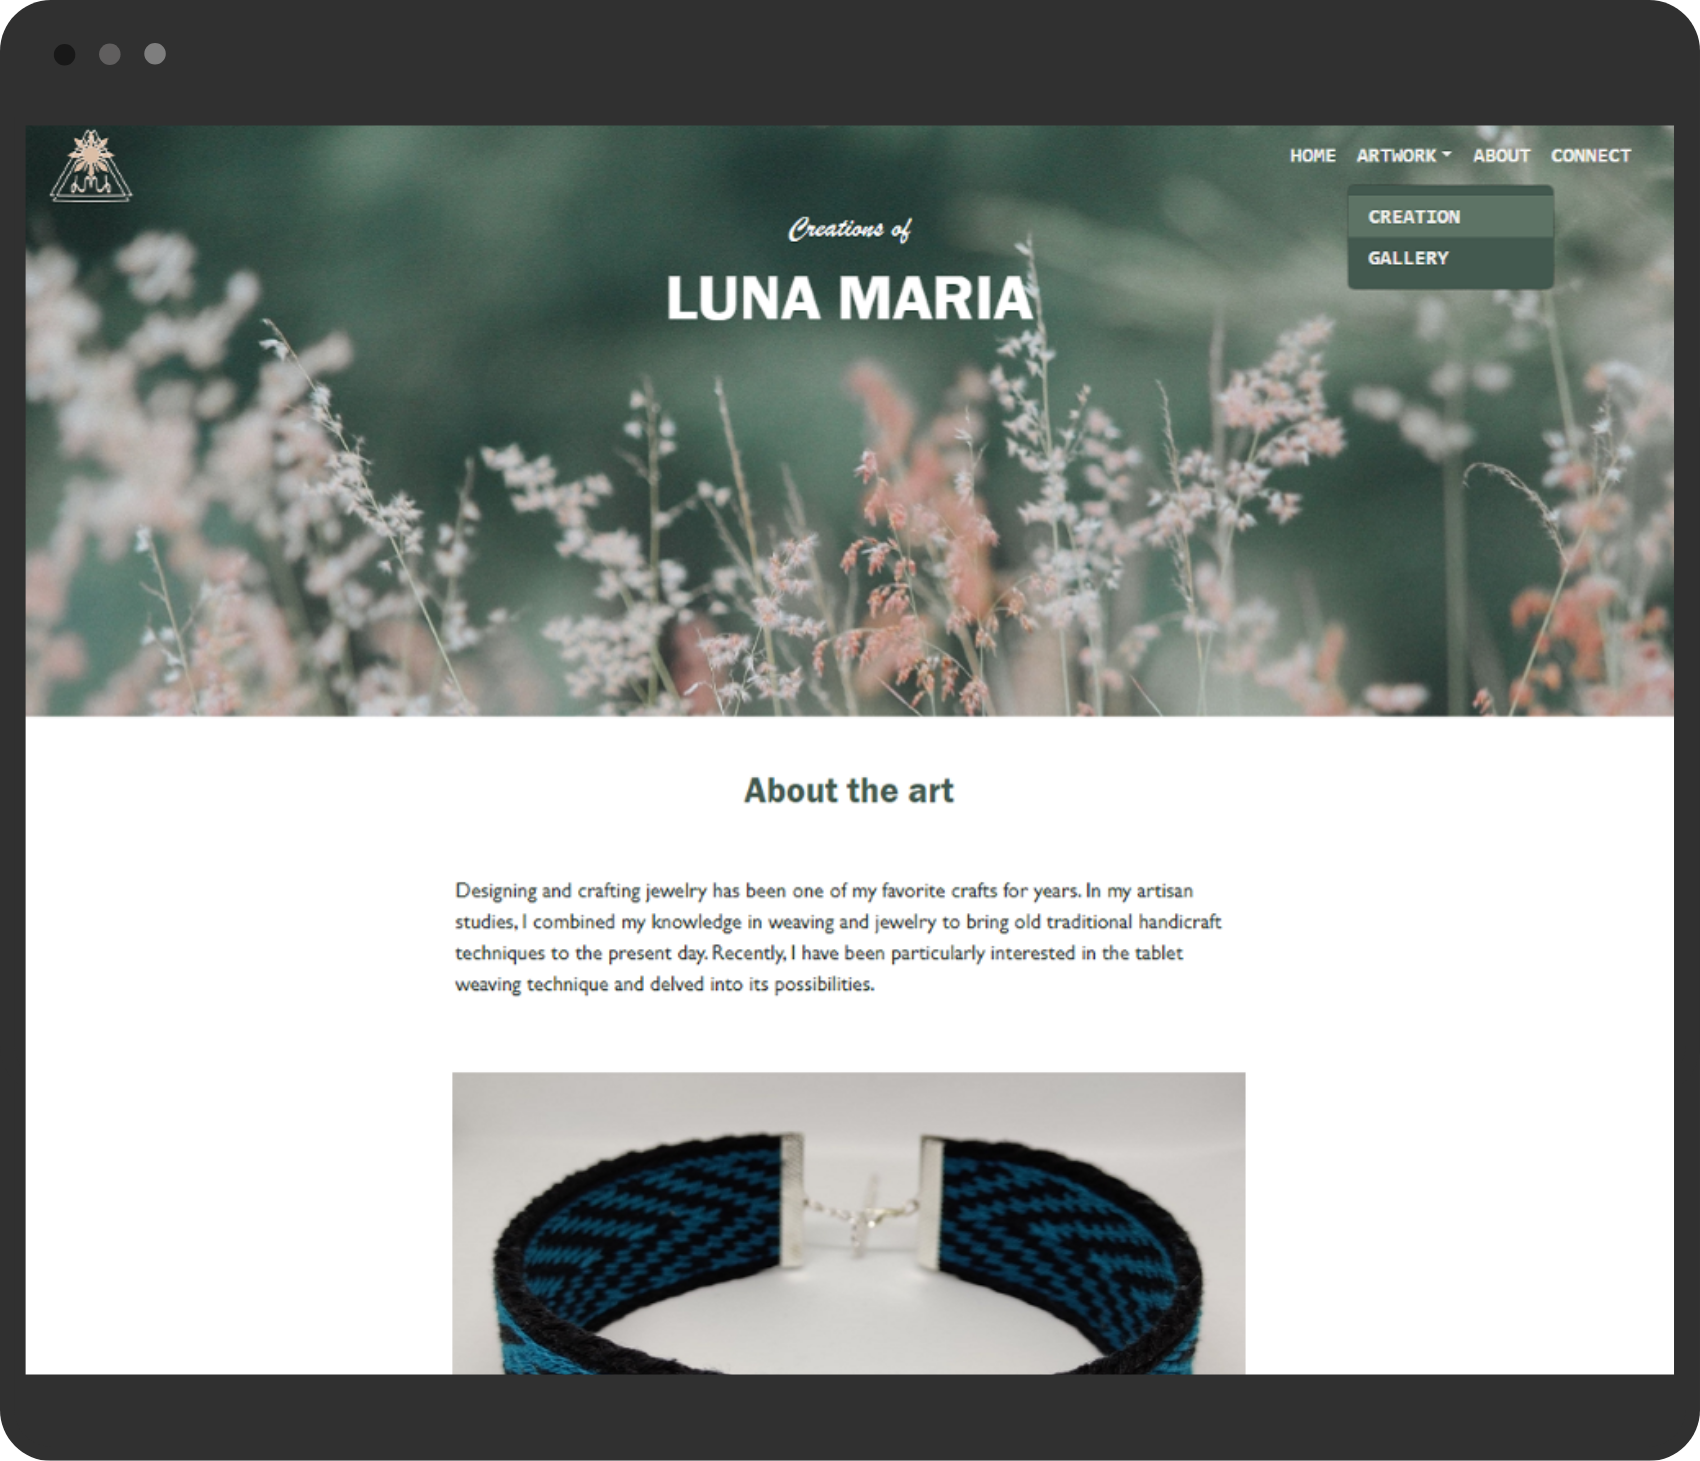 HOME ARTWORK ABOUT CONNECT
CREATION
GALLERY
Creations of
LUNA MARIA
About the art
Designing and crafting jewelry has been one of my favorite crafts for years. In my artisan
studies, I combined my knowledge in weaving and jewelry to bring old traditional handicraft
techniques to the present day. Recently, I have been particularly interested in the tablet
weaving technique and delved into its possibilities.